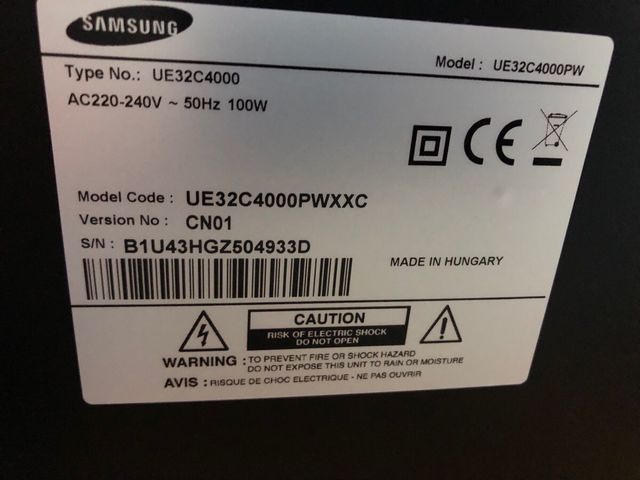 SAMSUNG
Type No.: UE32C4000
Model : UE32C4000PW
AC220-240V ~ 50Hz 100W
CE
Model Code : UE32C4000PWXXC
Version No : CN01
S/N : B1U43HGZ504933D
MADE IN HUNGARY
CAUTION
RISK OF ELECTRIC SHOCK
DO NOT OPEN
WARNING : TO PREVENT FIRE OR SHOCK HAZARD
DO NOT EXPOSE THIS UNIT TO RAIN OR MOISTURE
AVIS : RISQUE DE CHOC ELECTRIQUE - NE PAS OUVRIR